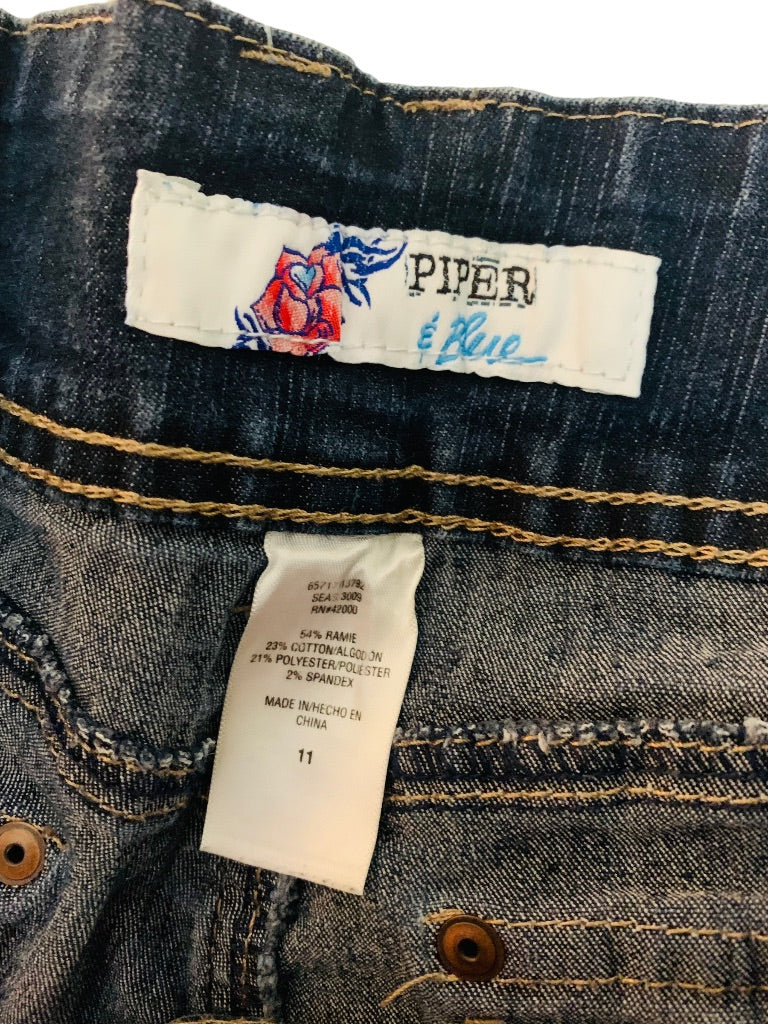 PIPER
& Blue
SEAS 3009
RN#42000
54% RAMIE
23% COTTON/ALGODON
21% POLYESTER/POLIESTER
2% SPANDEX
MADE IN/HECHO EN
CHINA
11